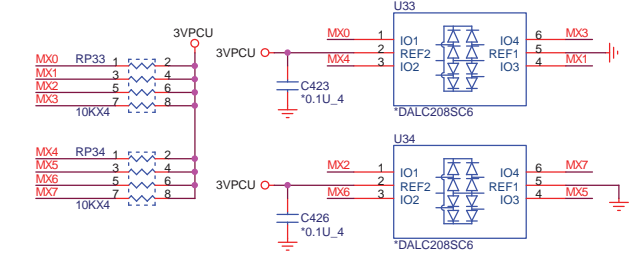 U33
3VPCU
MX0 1 IO1 IO4 6 MX3
3VPCU 2 REF2 REF1 5
MX4 3 IO2 IO3 4 MX1
MX0 RP33 1 2
MX1 3 4
MX2 5 6
MX3 7 8
10KX4
C423
*0.1U_4
*DALC208SC6
U34
MX4 RP34 1 2
MX5 3 4
MX6 5 6
MX7 7 8
10KX4
MX2 1 IO1 IO4 6 MX7
3VPCU 2 REF2 REF1 5
MX6 3 IO2 IO3 4 MX5
C426
*0.1U_4
*DALC208SC6